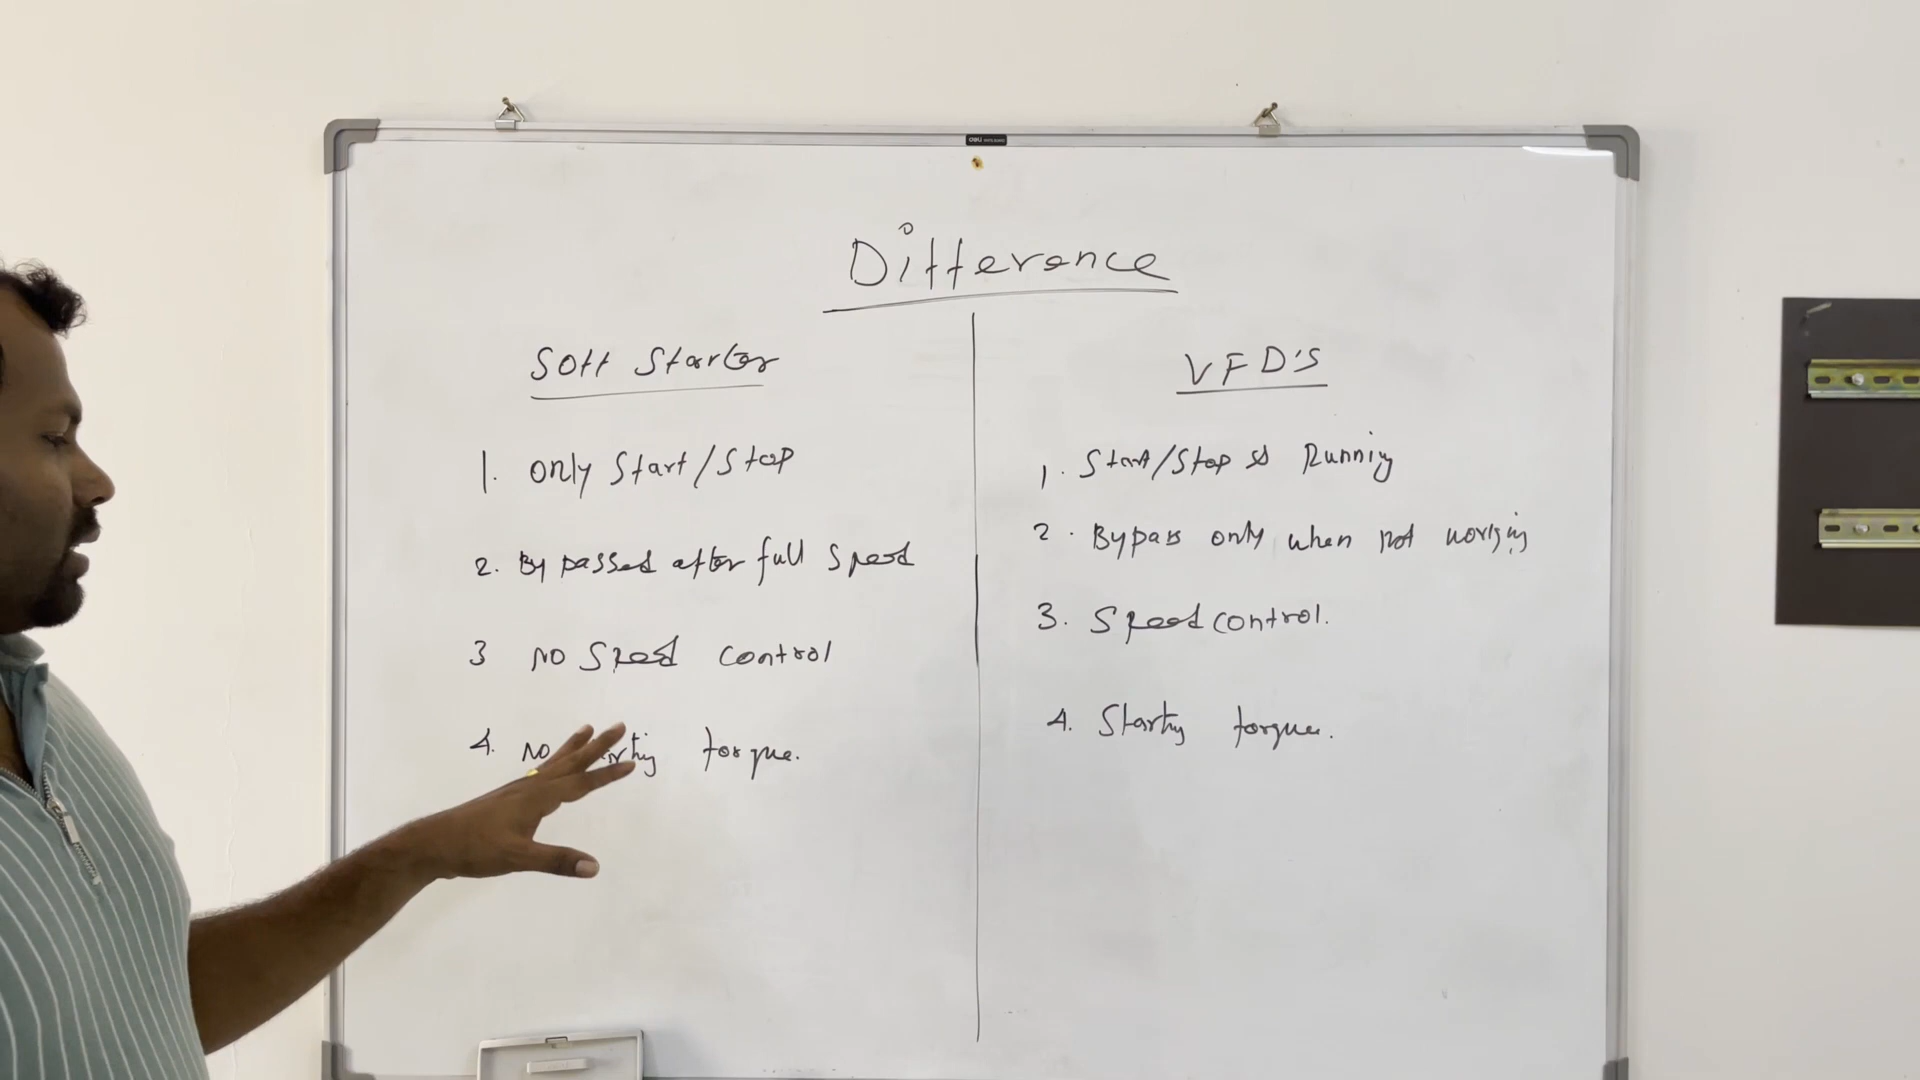 deli
Difference
Soft Starter
1. Only Start/Stop
2. By passed after full Speed
3 No Speed control
4. No torque.
VFD'S
1. Start/Stop & Running
2. Bypass only when not working
3. Speed control.
4. Starting torque.